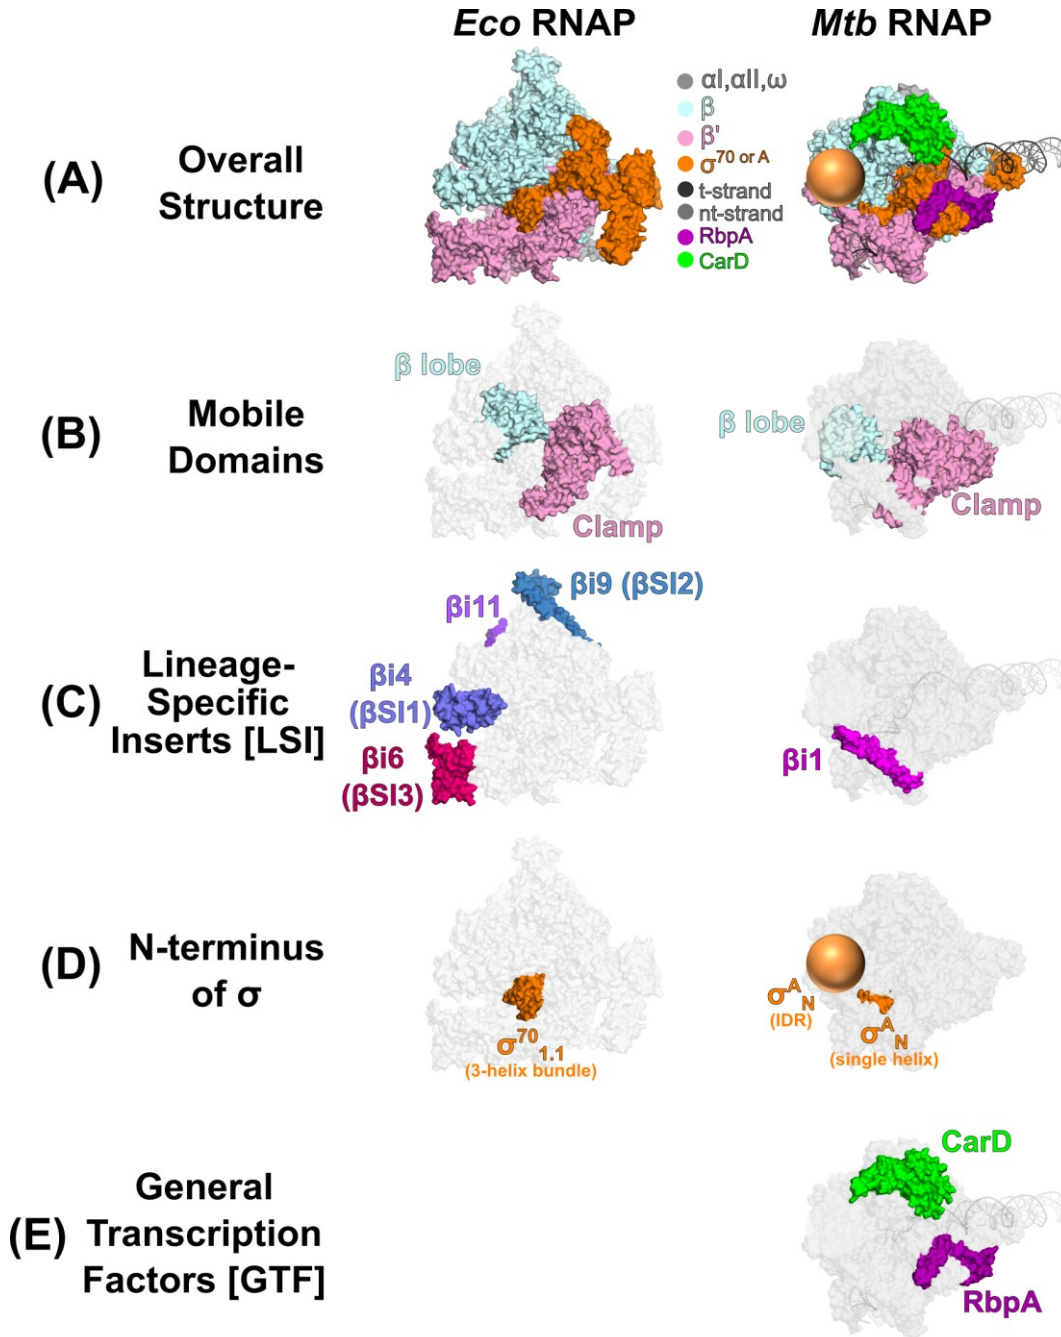 Eco RNAP
Mtb RNAP
(A)
Overall
Structure
αI,αII,ω
β
β'
σ70 or A
t-strand
nt-strand
RbpA
CarD
(B)
Mobile
Domains
β lobe
Clamp
β lobe
Clamp
(C)
Lineage-
Specific
Inserts [LSI]
βi9 (βSI2)
βi11
βi4
(βSI1)
βi6
(βSI3)
βi1
(D)
N-terminus
of σ
σ70 1.1
(3-helix bundle)
σA N
(IDR)
σA N
(single helix)
(E)
General
Transcription
Factors [GTF]
CarD
RbpA